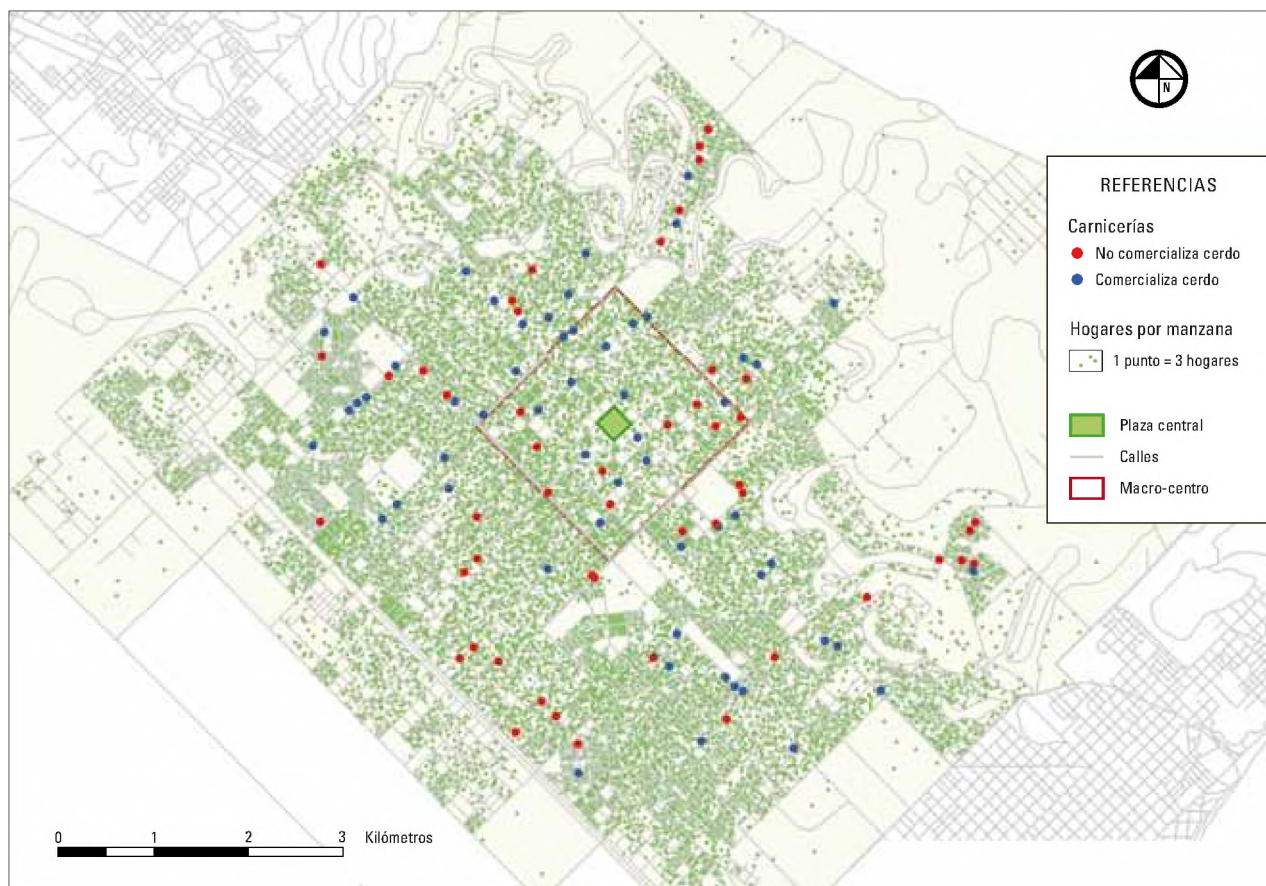 N
REFERENCIAS
Carnicerías
No comercializa cerdo
Comercializa cerdo
Hogares por manzana
1 punto = 3 hogares
Plaza central
Calles
Macro-centro
0 1 2 3 Kilómetros